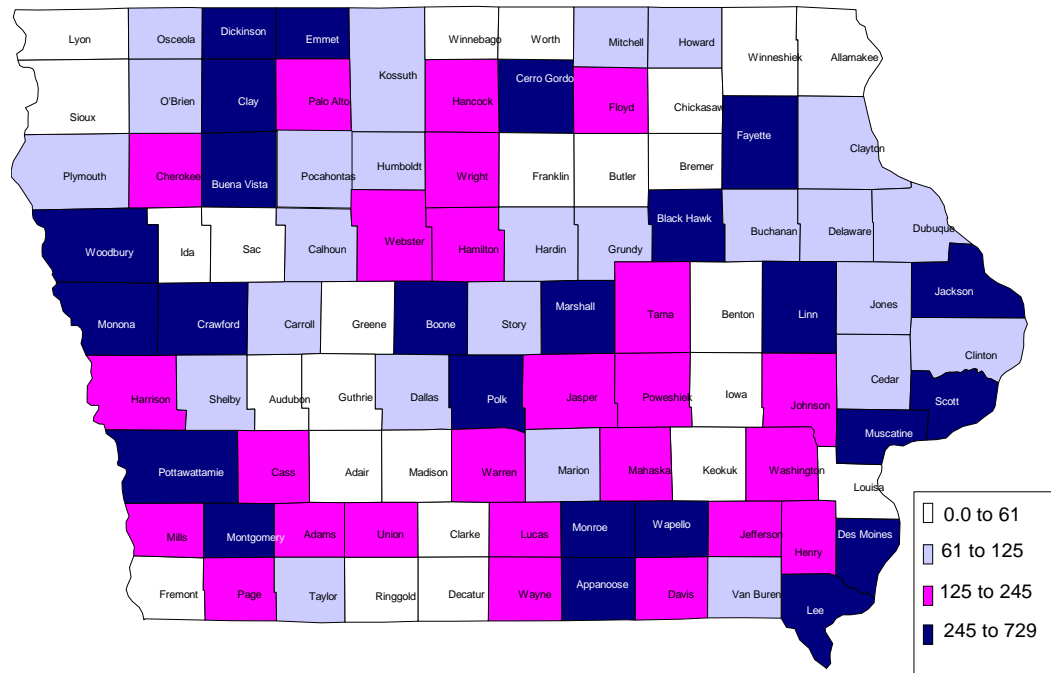 Lyon
Osceola
Dickinson
Emmet
Winnebago
Worth
Mitchell
Howard
Winneshiek
Allamakee
Kossuth
Sioux
O'Brien
Clay
Palo Alto
Hancock
Cerro Gordo
Floyd
Chickasaw
Fayette
Clayton
Plymouth
Cherokee
Buena Vista
Pocahontas
Humboldt
Wright
Franklin
Butler
Bremer
Woodbury
Ida
Sac
Calhoun
Webster
Hamilton
Hardin
Grundy
Black Hawk
Buchanan
Delaware
Dubuque
Monona
Crawford
Carroll
Greene
Boone
Story
Marshall
Tama
Benton
Linn
Jones
Jackson
Clinton
Harrison
Shelby
Audubon
Guthrie
Dallas
Polk
Jasper
Poweshiek
Iowa
Johnson
Cedar
Scott
Muscatine
Pottawattamie
Cass
Adair
Madison
Warren
Marion
Mahaska
Keokuk
Washington
Louisa
Mills
Montgomery
Adams
Union
Clarke
Lucas
Monroe
Wapello
Jefferson
Henry
Des Moines
Fremont
Page
Taylor
Ringgold
Decatur
Wayne
Appanoose
Davis
Van Buren
Lee
0.0 to 61
61 to 125
125 to 245
245 to 729